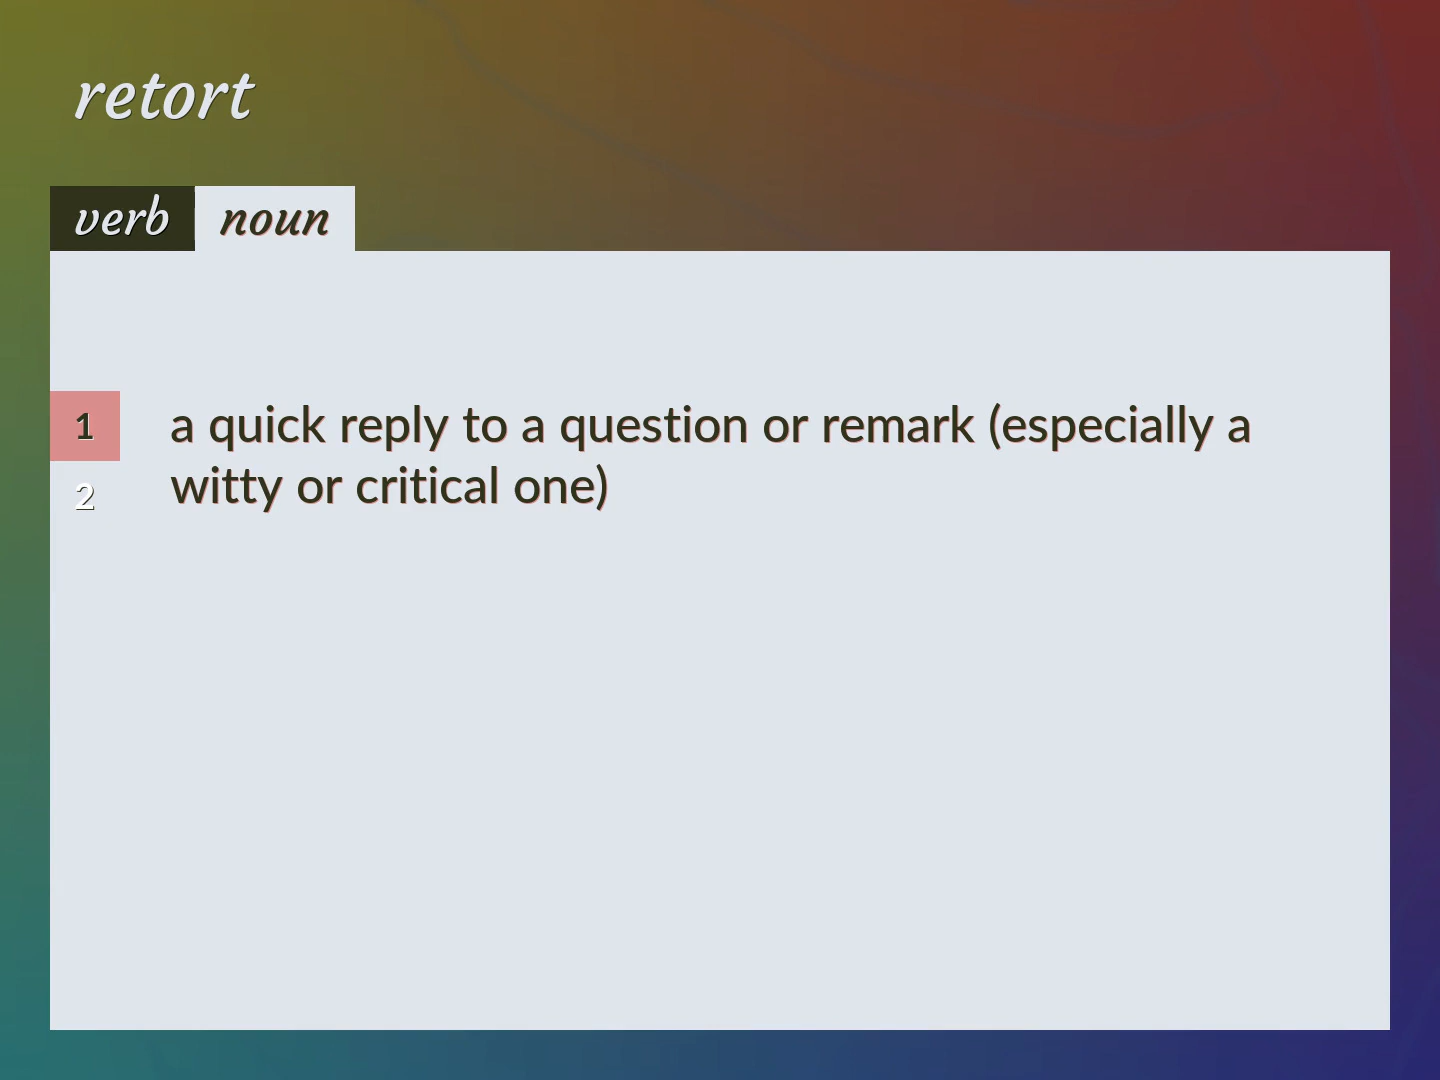 retort
verb noun
1 a quick reply to a question or remark (especially a
2 witty or critical one)